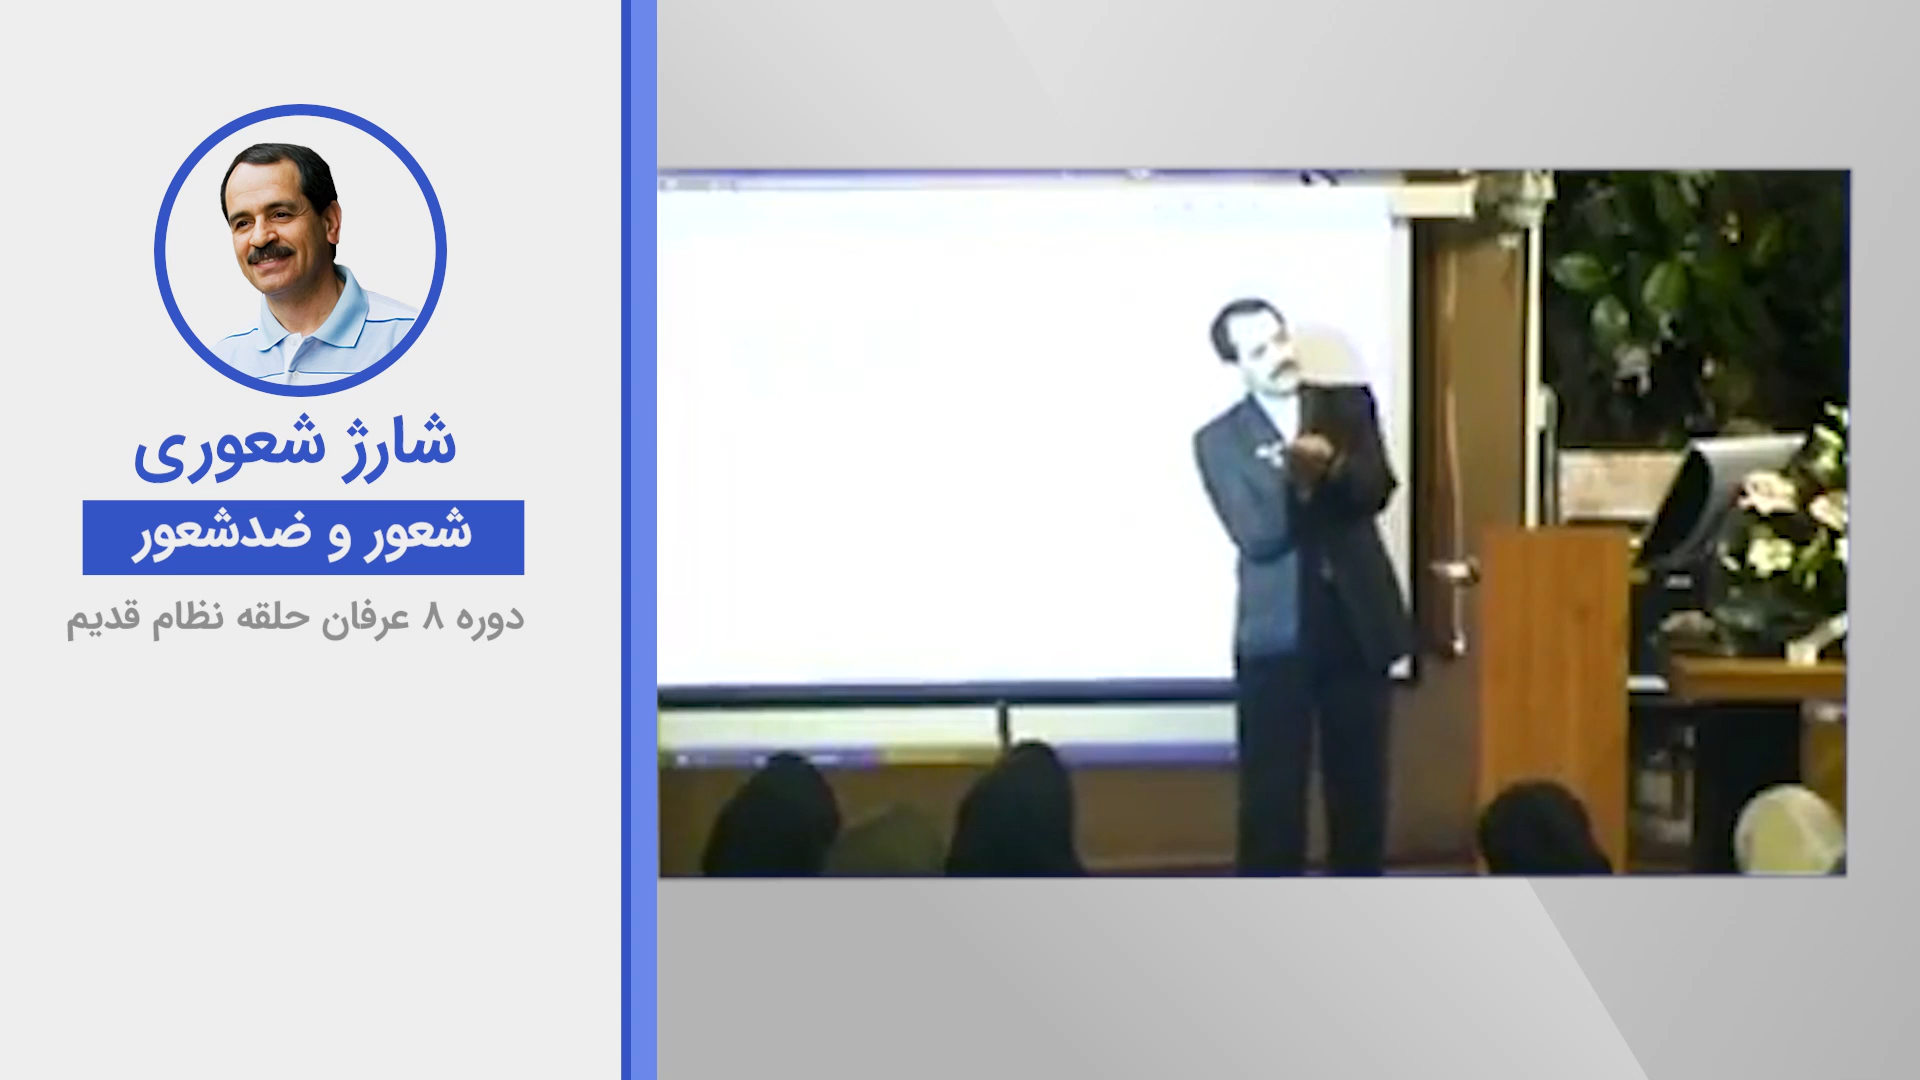 شارژ شعوری
شعور و ضدشعور
دوره ۸ عرفان حلقه نظام قدیم